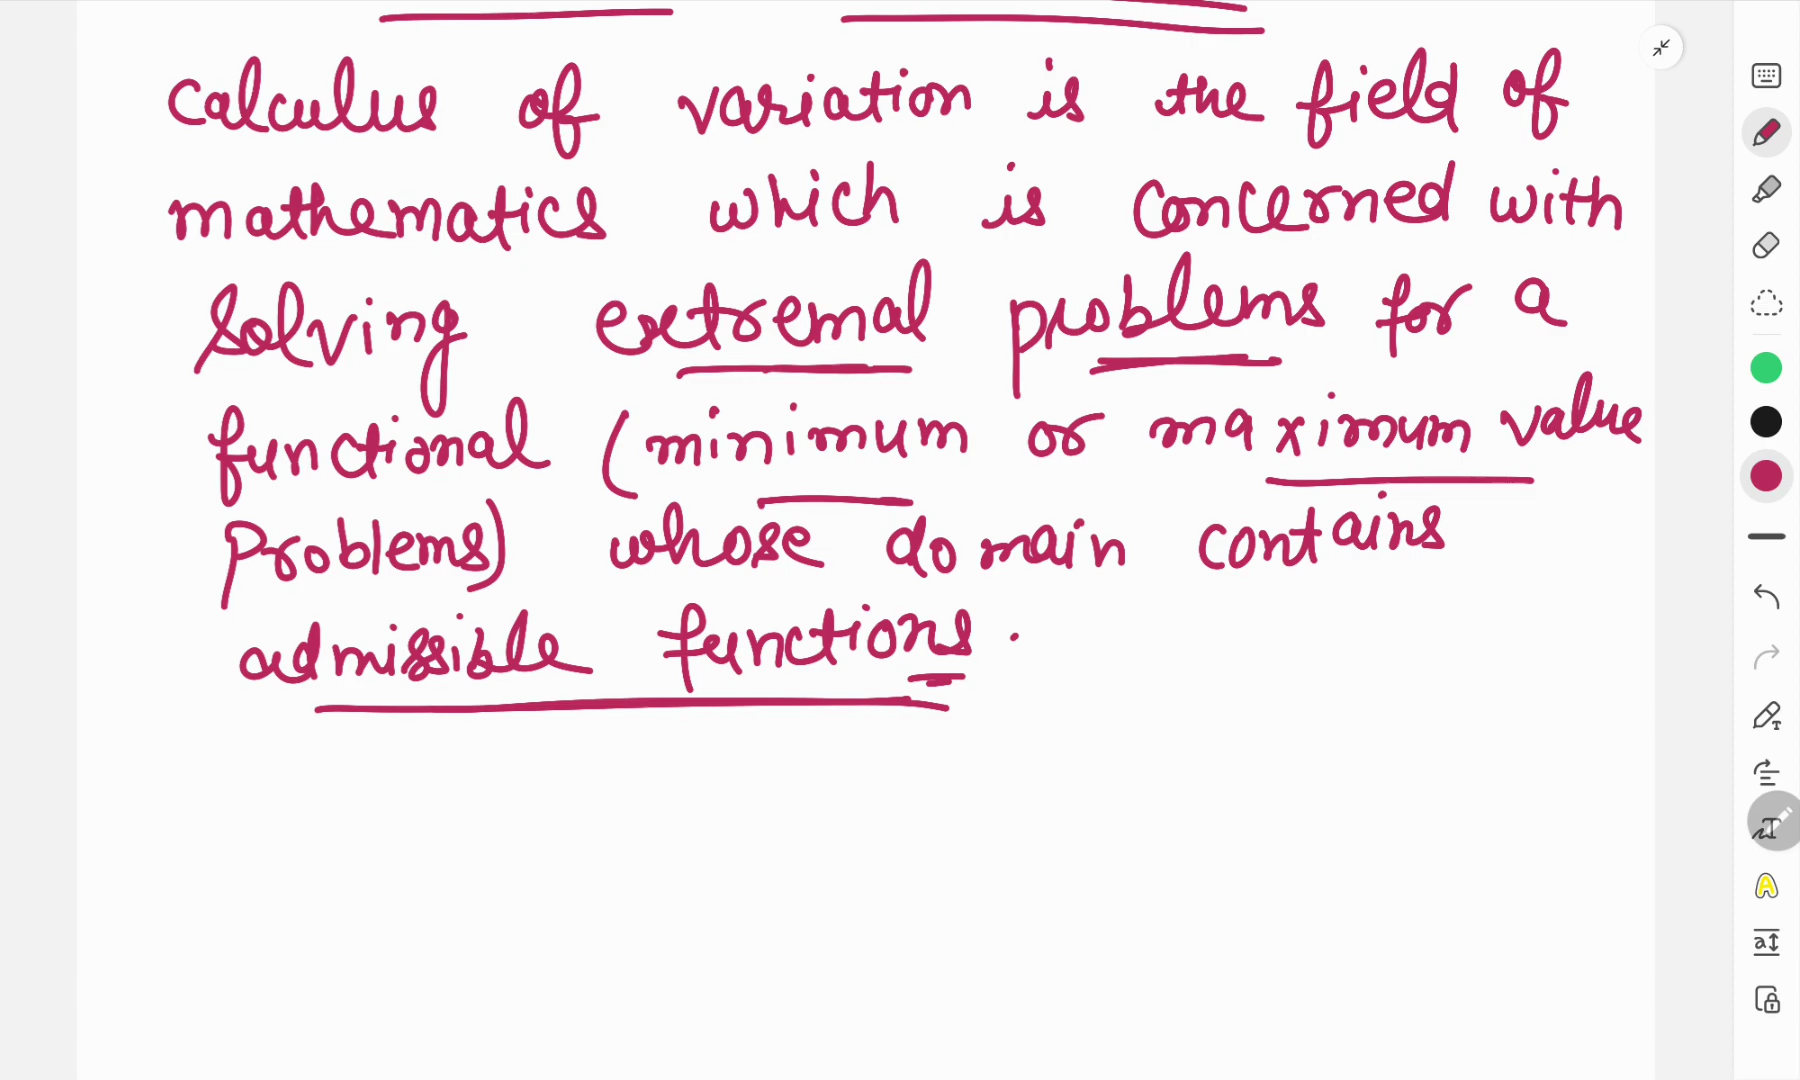 calculus of variation is the field of
mathematics which is concerned with
solving extremal problems for a
functional (minimum or maximum value
problems) whose domain contains
admissible functions.